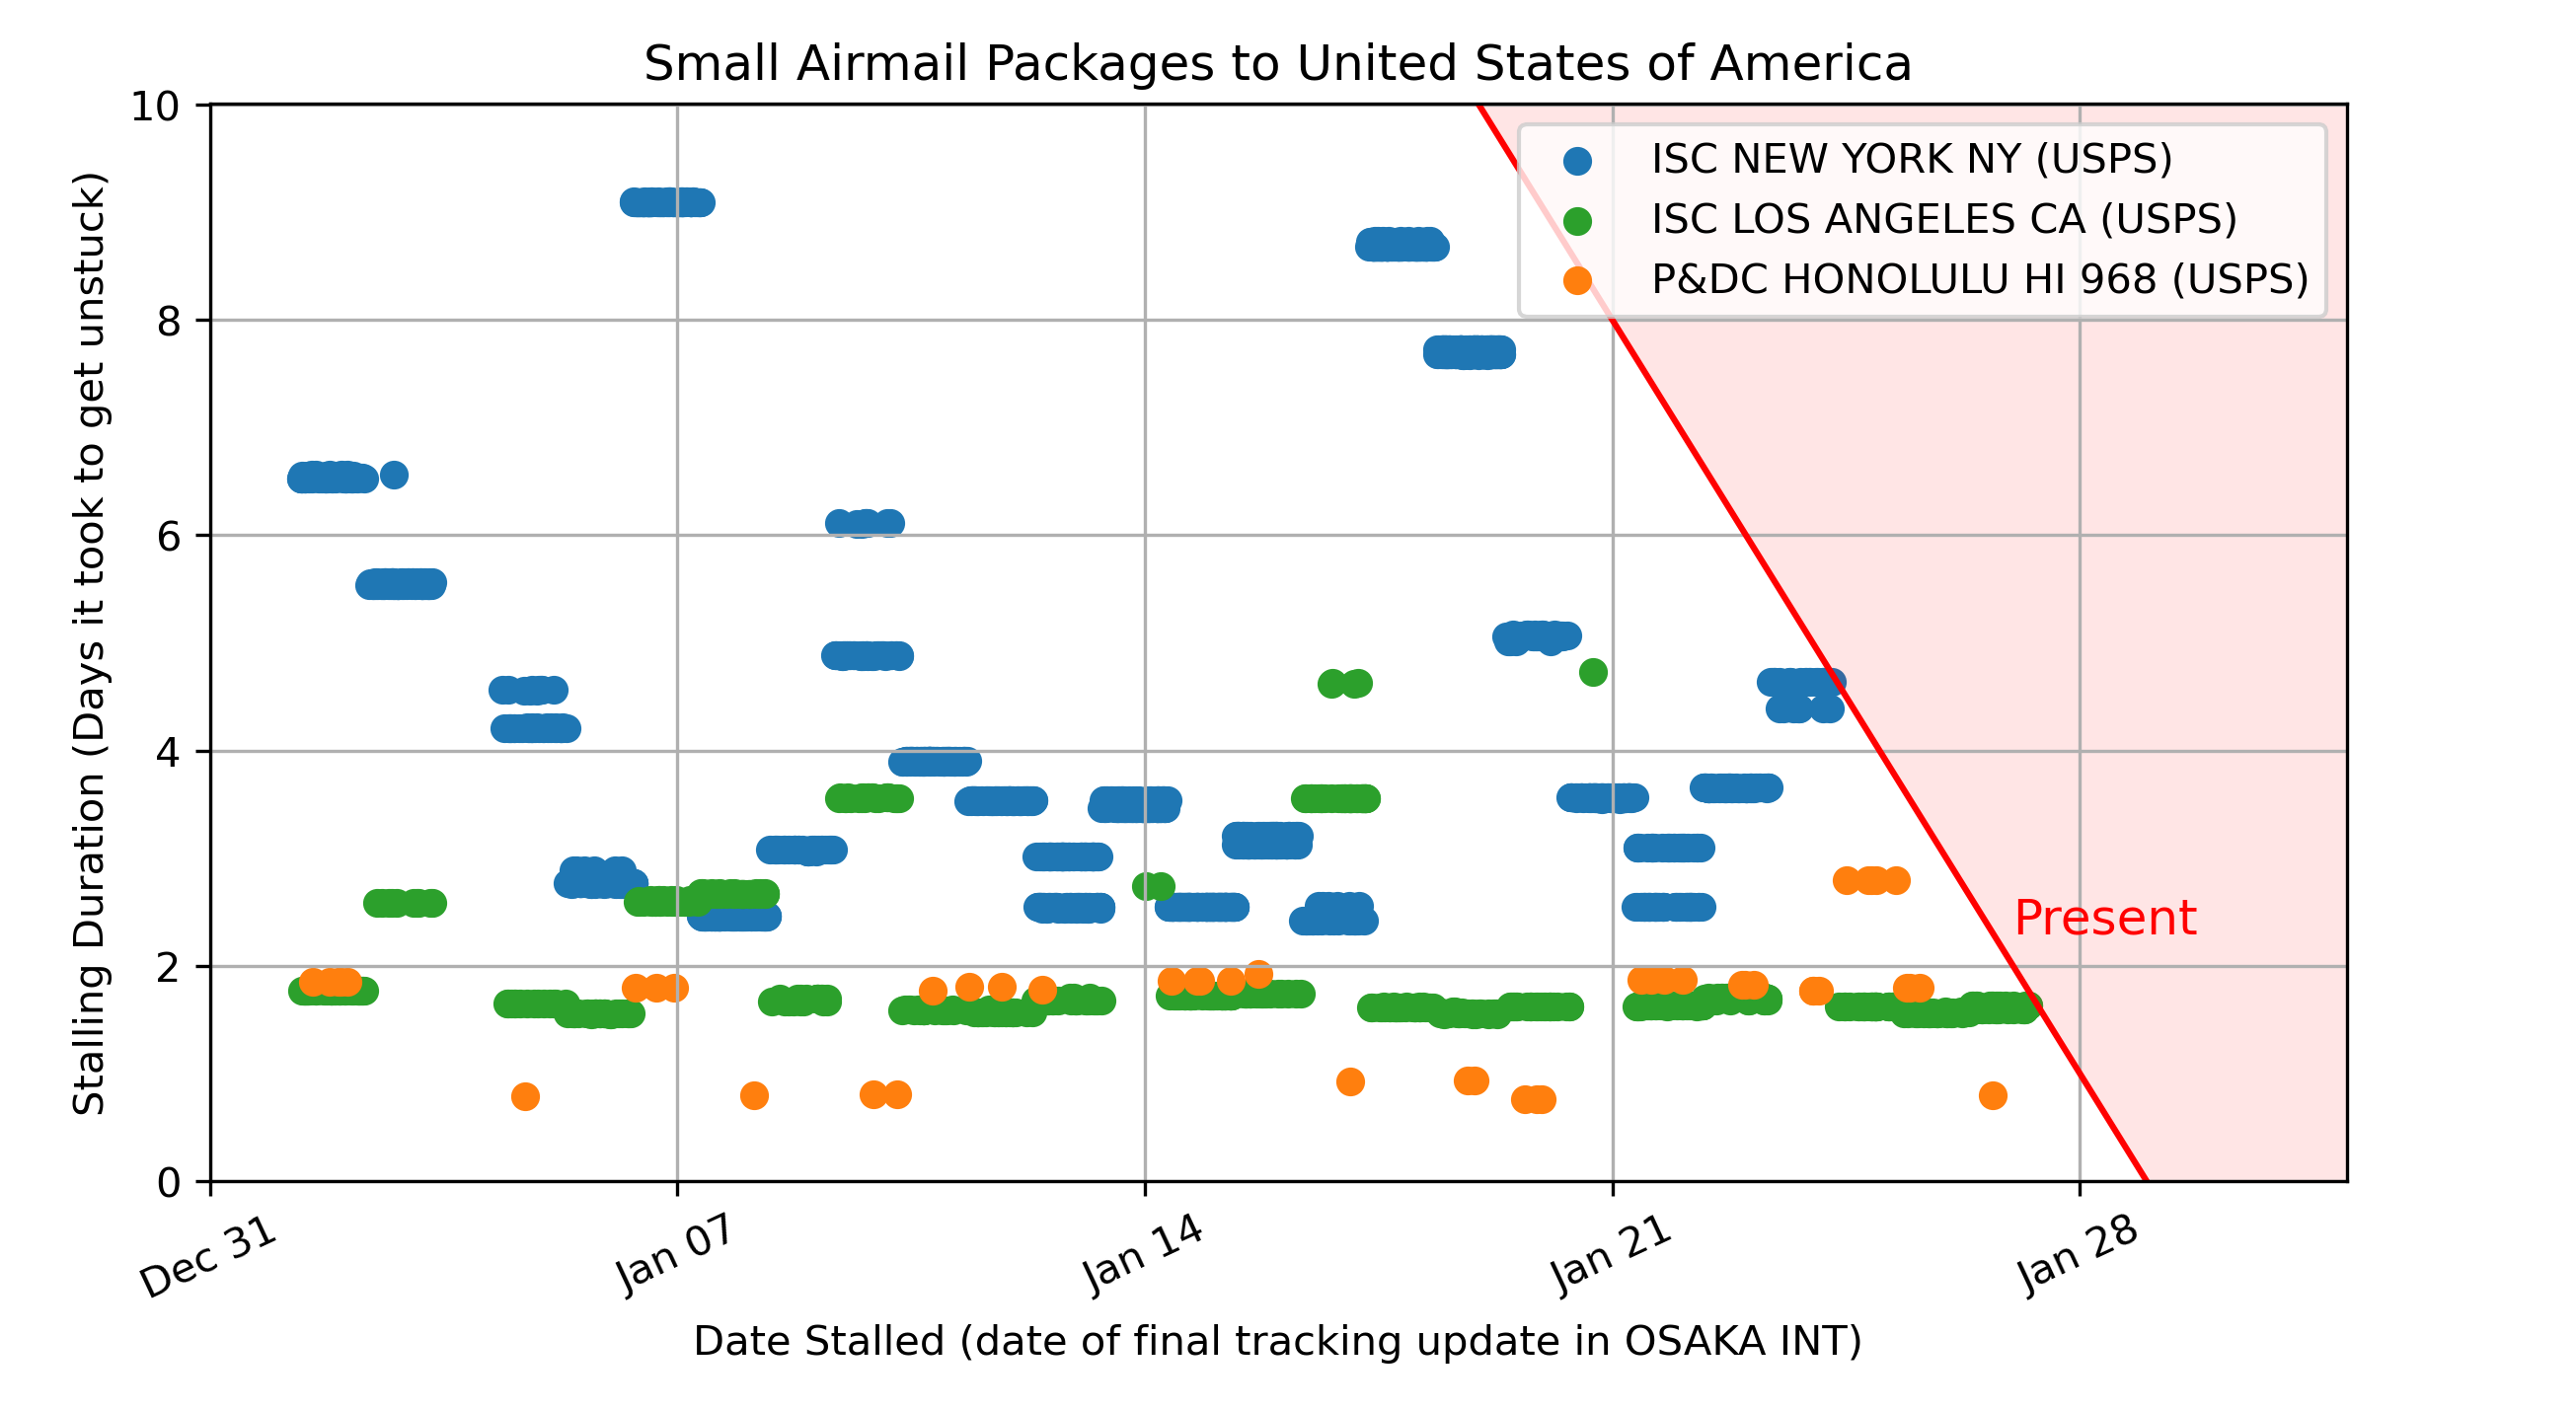 Small Airmail Packages to United States of America
Stalling Duration (Days it took to get unstuck)
10
8
6
4
2
0
ISC NEW YORK NY (USPS)
ISC LOS ANGELES CA (USPS)
P&DC HONOLULU HI 968 (USPS)
Present
Dec 31
Jan 07
Jan 14
Jan 21
Jan 28
Date Stalled (date of final tracking update in OSAKA INT)